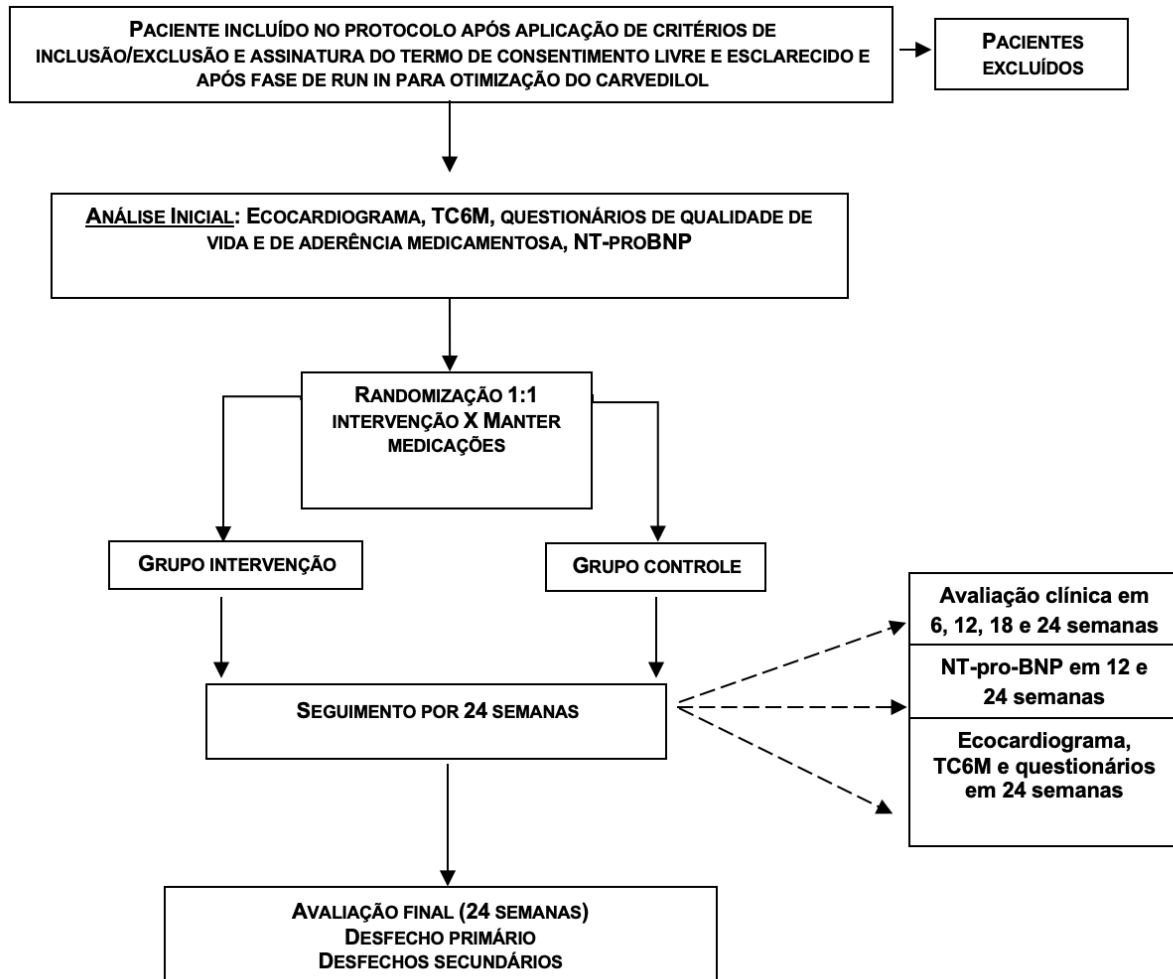 PACIENTE INCLUÍDO NO PROTOCOLO APÓS APLICAÇÃO DE CRITÉRIOS DE
INCLUSÃO/EXCLUSÃO E ASSINATURA DO TERMO DE CONSENTIMENTO LIVRE E ESCLARECIDO E
APÓS FASE DE RUN IN PARA OTIMIZAÇÃO DO CARVEDILOL
PACIENTES
EXCLUÍDOS
ANÁLISE INICIAL: ECOCARDIOGRAMA, TC6M, QUESTIONÁRIOS DE QUALIDADE DE
VIDA E DE ADERÊNCIA MEDICAMENTOSA, NT-PROBNP
RANDOMIZAÇÃO 1:1
INTERVENÇÃO X MANTER
MEDICAÇÕES
GRUPO INTERVENÇÃO
GRUPO CONTROLE
SEGUIMENTO POR 24 SEMANAS
Avaliação clínica em
6, 12, 18 e 24 semanas
NT-pro-BNP em 12 e
24 semanas
Ecocardiograma,
TC6M e questionários
em 24 semanas
AVALIAÇÃO FINAL (24 SEMANAS)
DESFECHO PRIMÁRIO
DESFECHOS SECUNDÁRIOS